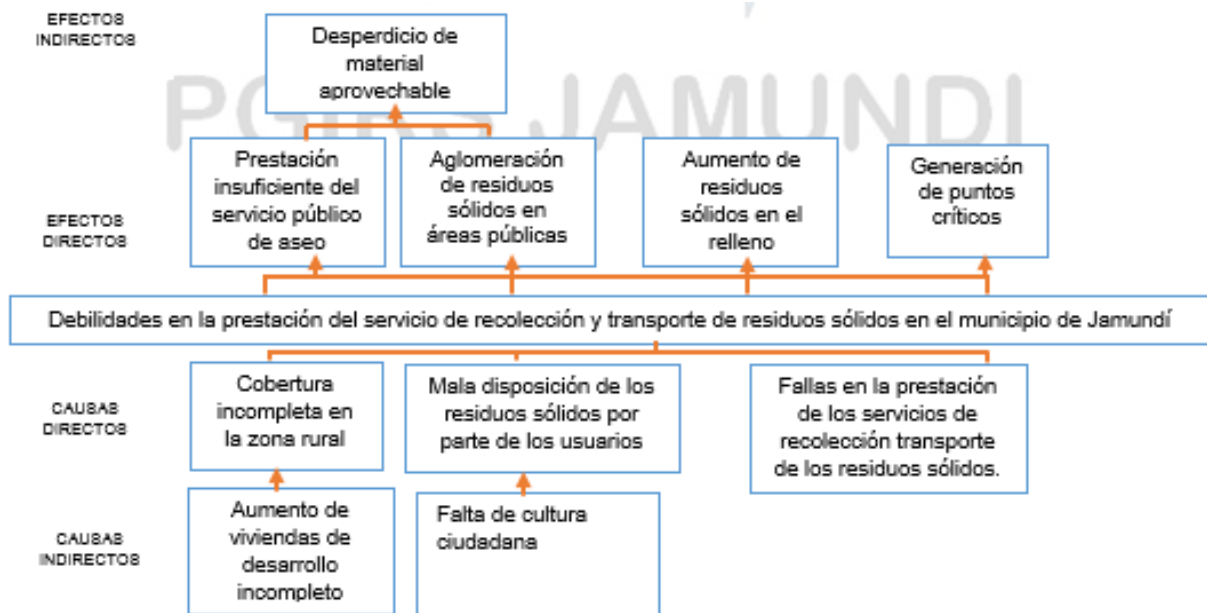 EFECTOS
INDIRECTOS
Desperdicio de
material
aprovechable
PGIRS JAMUNDI
EFECTOS
DIRECTOS
Prestación
insuficiente del
servicio público
de aseo
Aglomeración
de residuos
sólidos en
áreas públicas
Aumento de
residuos
sólidos en el
relleno
Generación
de puntos
críticos
Debilidades en la prestación del servicio de recolección y transporte de residuos sólidos en el municipio de Jamundí
CAUSAS
DIRECTOS
Cobertura
incompleta en
la zona rural
Mala disposición de los
residuos sólidos por
parte de los usuarios
Fallas en la prestación
de los servicios de
recolección transporte
de los residuos sólidos.
CAUSAS
INDIRECTOS
Aumento de
viviendas de
desarrollo
incompleto
Falta de cultura
ciudadana